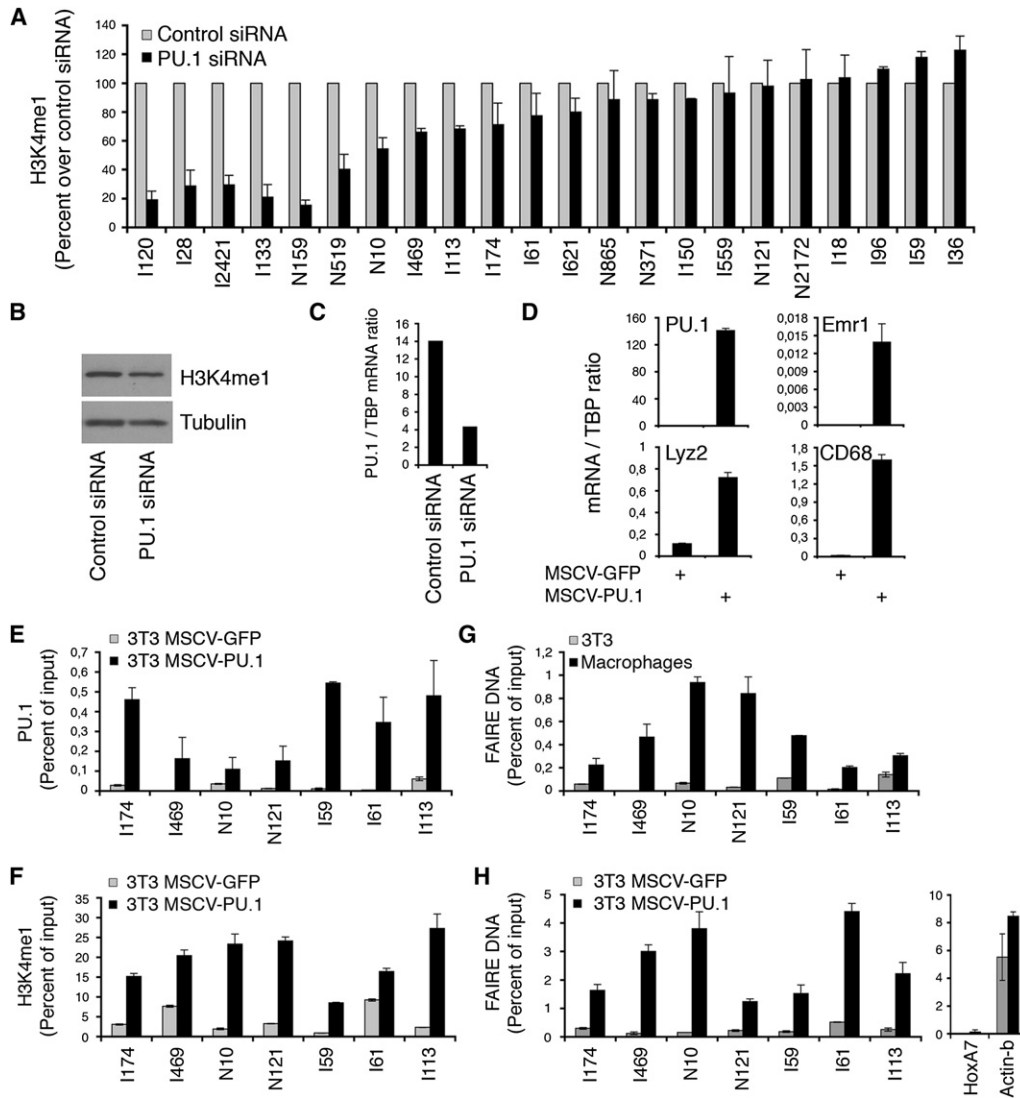 A
Control siRNA
PU.1 siRNA
H3K4me1
(Percent over control siRNA)
140
120
100
80
60
40
20
0
I120
I28
I2421
I133
N159
N519
N10
I469
I113
I174
I61
I621
N865
N371
I150
I559
N121
N2172
I18
I96
I59
I36
B
H3K4me1
Tubulin
Control siRNA
PU.1 siRNA
C
PU.1 / TBP mRNA ratio
16
14
12
10
8
6
4
2
0
Control siRNA
PU.1 siRNA
D
mRNA / TBP ratio
PU.1
160
120
80
40
0
Emr1
0,018
0,015
0,012
0,009
0,006
0,003
0
Lyz2
1
0,8
0,6
0,4
0,2
0
CD68
1,8
1,5
1,2
0,9
0,6
0,3
0
MSCV-GFP + +
MSCV-PU.1 + +
E
3T3 MSCV-GFP
3T3 MSCV-PU.1
PU.1
(Percent of input)
0,7
0,6
0,5
0,4
0,3
0,2
0,1
0
I174
I469
N10
N121
I59
I61
I113
G
3T3
Macrophages
FAIRE DNA
(Percent of input)
1,2
1
0,8
0,6
0,4
0,2
0
I174
I469
N10
N121
I59
I61
I113
F
3T3 MSCV-GFP
3T3 MSCV-PU.1
H3K4me1
(Percent of input)
35
30
25
20
15
10
5
0
I174
I469
N10
N121
I59
I61
I113
H
3T3 MSCV-GFP
3T3 MSCV-PU.1
FAIRE DNA
(Percent of input)
5
4
3
2
1
0
I174
I469
N10
N121
I59
I61
I113
10
8
6
4
2
0
HoxA7
Actin-b